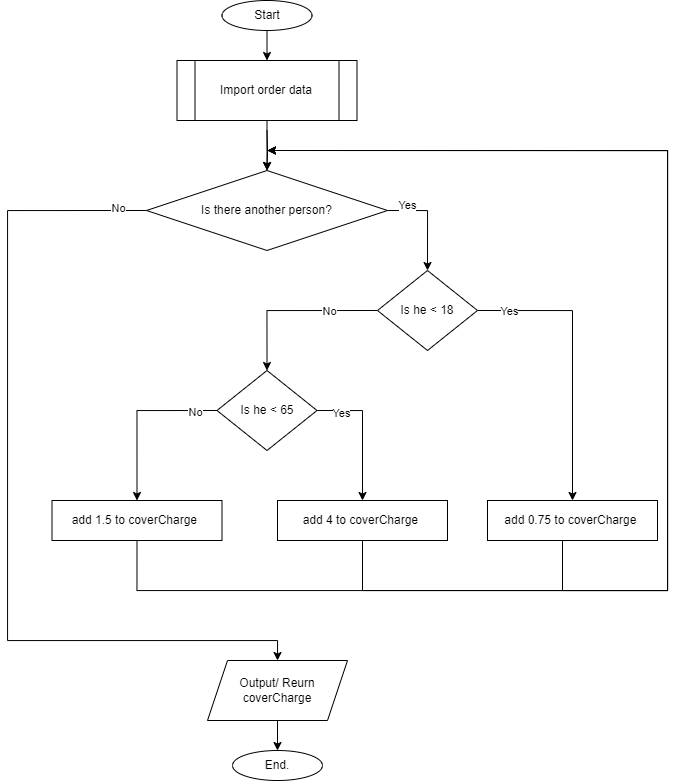 Start
Import order data
Is there another person?
No
Yes
Is he < 18
No
Yes
Is he < 65
No
Yes
add 1.5 to coverCharge
add 4 to coverCharge
add 0.75 to coverCharge
Output/ Reurn
coverCharge
End.